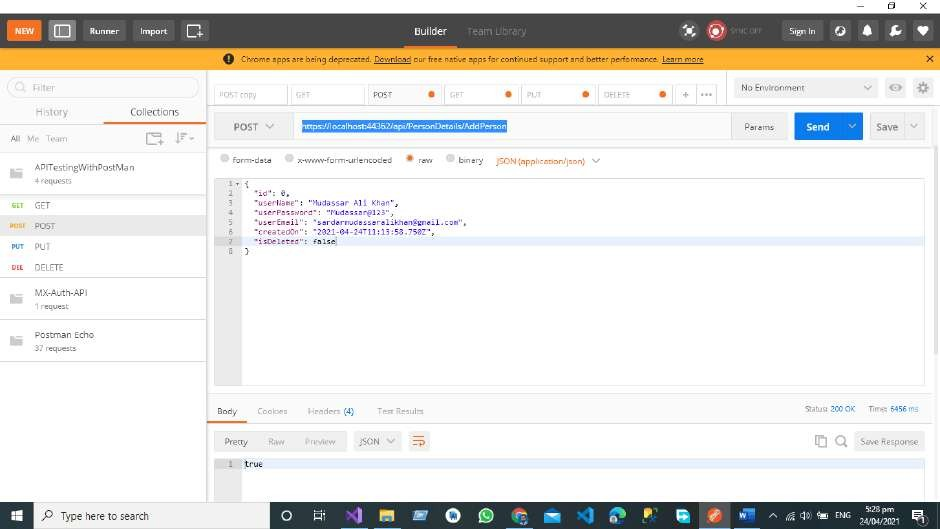 NEW Runner Import Builder Team Library SYNC OFF Sign In
Chrome apps are being deprecated. Download our free native apps for continued support and better performance. Learn more
Filter
History Collections
All Me Team
APITestingWithPostMan
4 requests
GET GET
POST POST
PUT PUT
DEL DELETE
MX-Auth-API
1 request
Postman Echo
37 requests
POST copy GET POST GET PUT DELETE + ••• No Environment
POST https://localhost:44362/api/PersonDetails/AddPerson Params Send Save
form-data x-www-form-urlencoded raw binary JSON (application/json)
1 {
2 "id": 0,
3 "userName": "Mudassar Ali Khan",
4 "userPassword": "Mudassar@123",
5 "userEmail": "sardarmudassaralikhan@gmail.com",
6 "createdOn": "2021-04-24T11:13:58.750Z",
7 "isDeleted": false
8 }
Body Cookies Headers (4) Test Results Status: 200 OK Time: 6456 ms
Pretty Raw Preview JSON Save Response
1 true
Type here to search
ENG
5:28 pm
24/04/2021